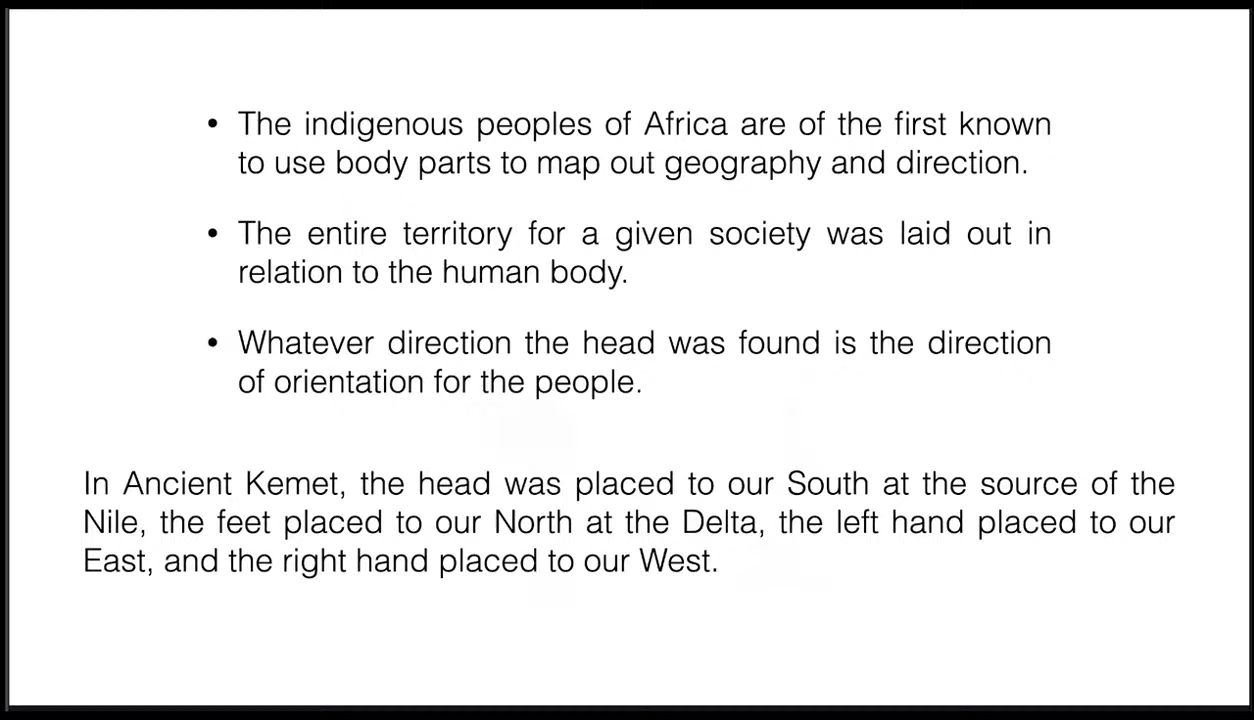 • The indigenous peoples of Africa are of the first known
to use body parts to map out geography and direction.
• The entire territory for a given society was laid out in
relation to the human body.
• Whatever direction the head was found is the direction
of orientation for the people.
In Ancient Kemet, the head was placed to our South at the source of the
Nile, the feet placed to our North at the Delta, the left hand placed to our
East, and the right hand placed to our West.